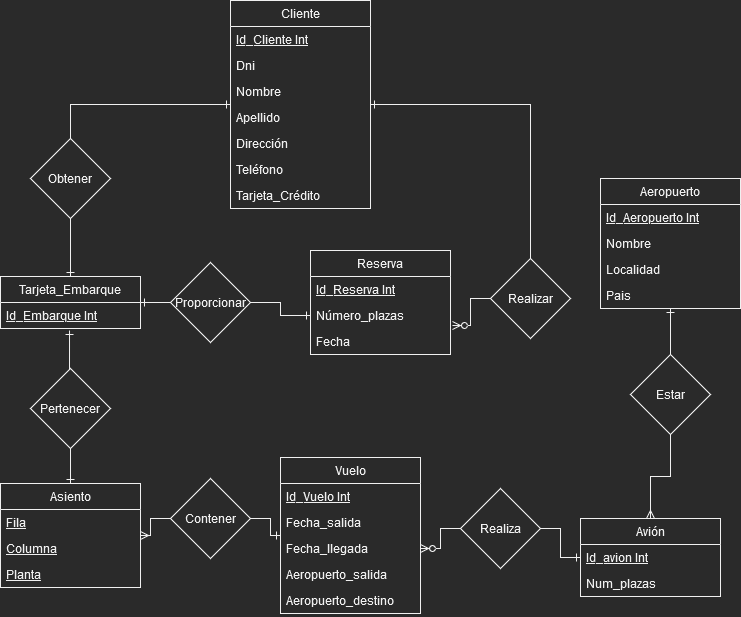 Cliente
Id_Cliente Int
Dni
Nombre
Apellido
Dirección
Teléfono
Tarjeta_Crédito
Obtener
Aeropuerto
Id_Aeropuerto Int
Nombre
Localidad
Pais
Tarjeta_Embarque
Id_Embarque Int
Proporcionar
Reserva
Id_Reserva Int
Número_plazas
Fecha
Realizar
Pertenecer
Estar
Asiento
Fila
Columna
Planta
Contener
Vuelo
Id_Vuelo Int
Fecha_salida
Fecha_llegada
Aeropuerto_salida
Aeropuerto_destino
Realiza
Avión
Id_avion Int
Num_plazas